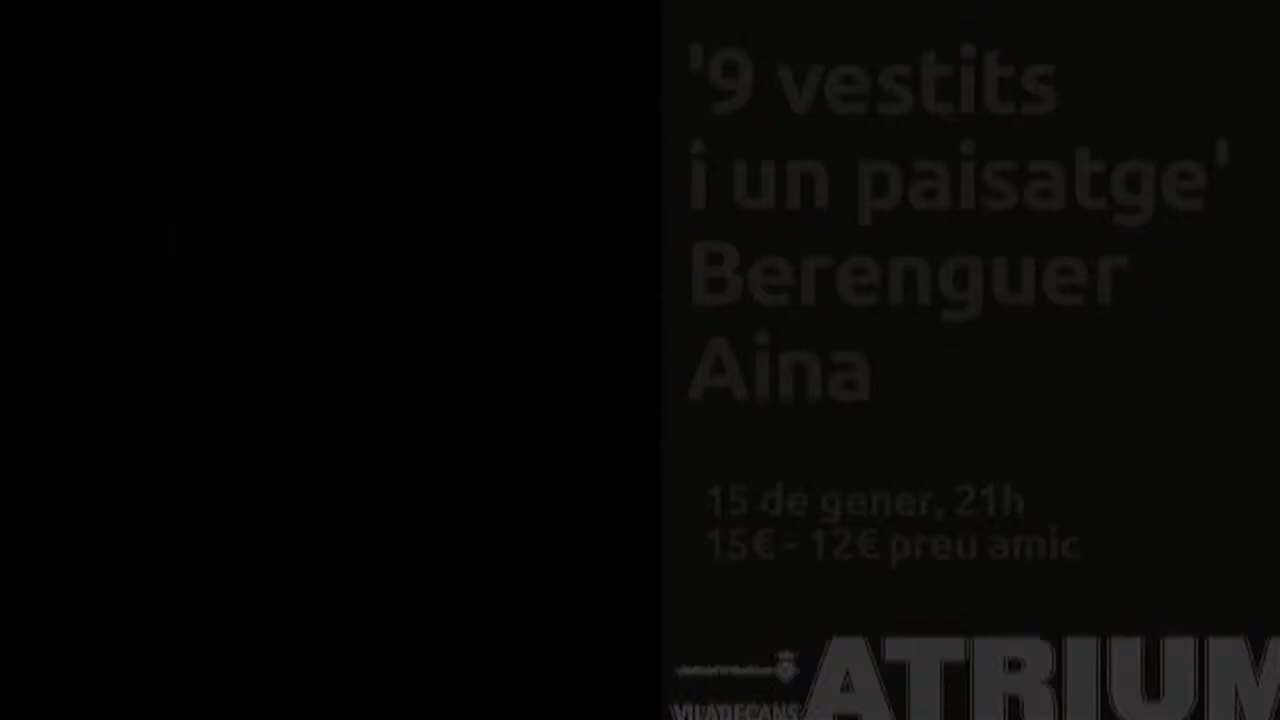 '9 vestits
i un paisatge'
Berenguer
Aina
15 de gener, 21h
15€ - 12€ preu amic
ATRIUM
VILADECANS